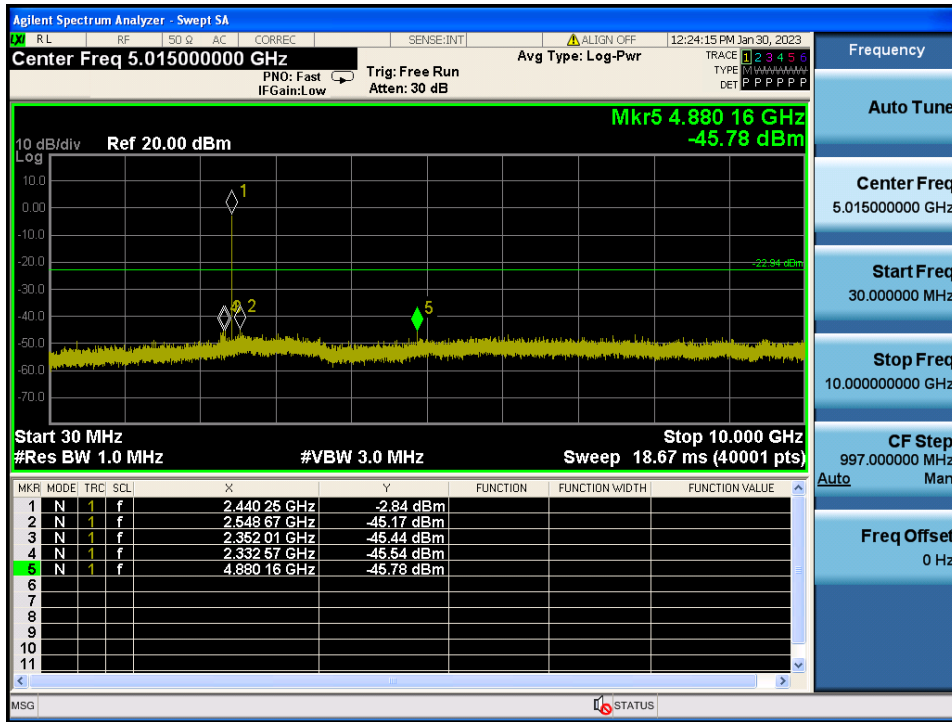 Agilent Spectrum Analyzer - Swept SA
LXI RL RF 50 Ω AC CORREC SENSE:INT ALIGN OFF 12:24:15 PM Jan 30, 2023
Center Freq 5.015000000 GHz
PNO: Fast
IFGain:Low
Trig: Free Run
Atten: 30 dB
Avg Type: Log-Pwr
TRACE 1 2 3 4 5 6
TYPE M W W W W W
DET P P P P P P
Mkr5 4.880 16 GHz
-45.78 dBm
10 dB/div
Log
Ref 20.00 dBm
10.0
0.00
-10.0
-20.0
-30.0
-40.0
-50.0
-60.0
-70.0
1
2
5
-22.94 dBm
Start 30 MHz
Stop 10.000 GHz
#Res BW 1.0 MHz
#VBW 3.0 MHz
Sweep 18.67 ms (40001 pts)
MKR MODE TRC SCL X Y FUNCTION FUNCTION WIDTH FUNCTION VALUE
1 N 1 f 2.440 25 GHz -2.84 dBm
2 N 1 f 2.548 67 GHz -45.17 dBm
3 N 1 f 2.352 01 GHz -45.44 dBm
4 N 1 f 2.332 57 GHz -45.54 dBm
5 N 1 f 4.880 16 GHz -45.78 dBm
6
7
8
9
10
11
MSG
STATUS
Frequency
Auto Tune
Center Freq
5.015000000 GHz
Start Freq
30.000000 MHz
Stop Freq
10.000000000 GHz
CF Step
997.000000 MHz
Auto Man
Freq Offset
0 Hz